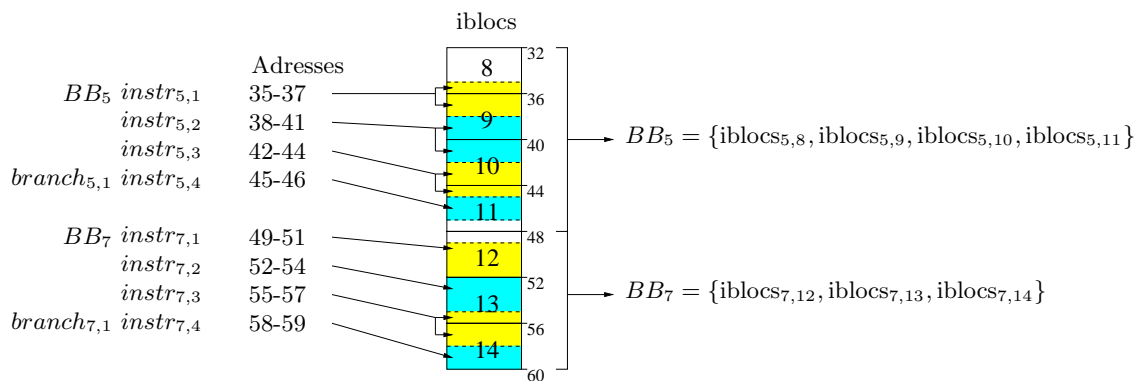 iblocs
Adresses
32
8
BB5 instr5,1 35-37
36
instr5,2 38-41
9
BB5 = {iblocs5,8, iblocs5,9, iblocs5,10, iblocs5,11}
40
instr5,3 42-44
10
branch5,1 instr5,4 45-46
44
11
BB7 instr7,1 49-51
48
12
instr7,2 52-54
52
BB7 = {iblocs7,12, iblocs7,13, iblocs7,14}
instr7,3 55-57
13
branch7,1 instr7,4 58-59
56
14
60